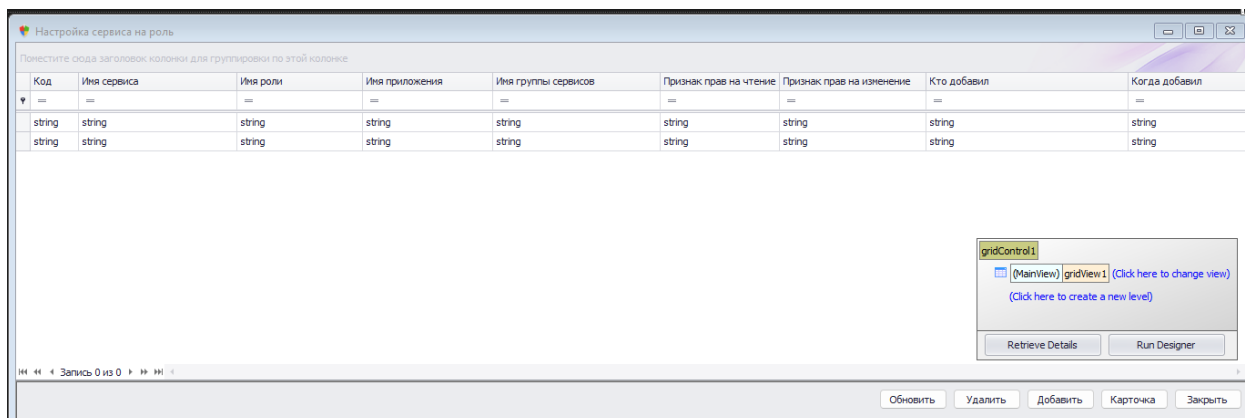 Настройка сервиса на роль
Поместите сюда заголовок колонки для группировки по этой колонке
Код Имя сервиса Имя роли Имя приложения Имя группы сервисов Признак прав на чтение Признак прав на изменение Кто добавил Когда добавил
= = = = = = = = =
string string string string string string string string string
string string string string string string string string string
gridControl1
(MainView) gridView1 (Click here to change view)
(Click here to create a new level)
Retrieve Details Run Designer
Запись 0 из 0
Обновить Удалить Добавить Карточка Закрыть